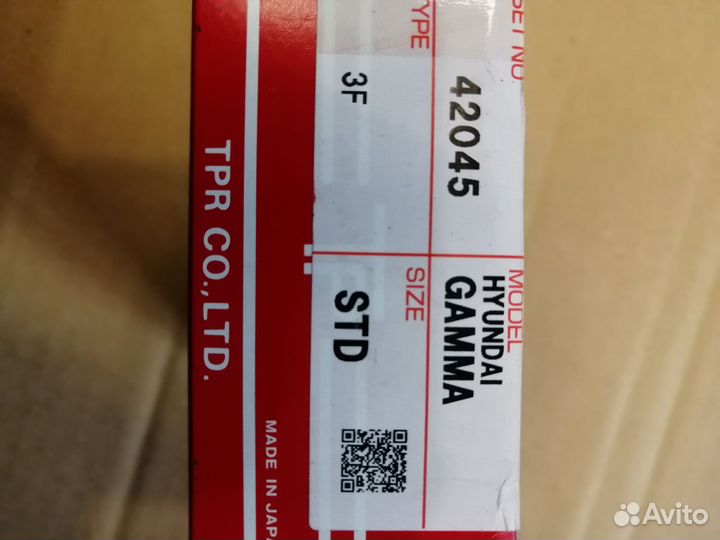 SET NO.
42045
MODEL
HYUNDAI
GAMMA
TYPE
3F
SIZE
STD
TPR CO., LTD.
MADE IN JAPA
Avito